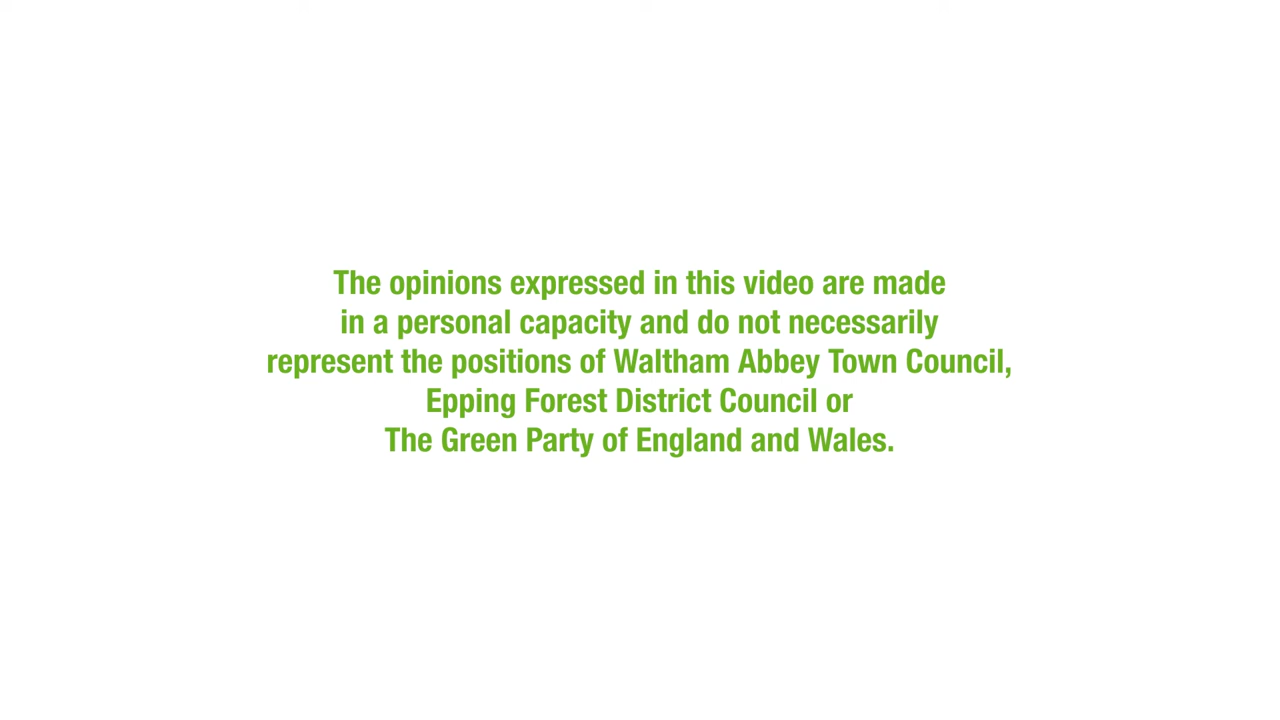 The opinions expressed in this video are made
in a personal capacity and do not necessarily
represent the positions of Waltham Abbey Town Council,
Epping Forest District Council or
The Green Party of England and Wales.